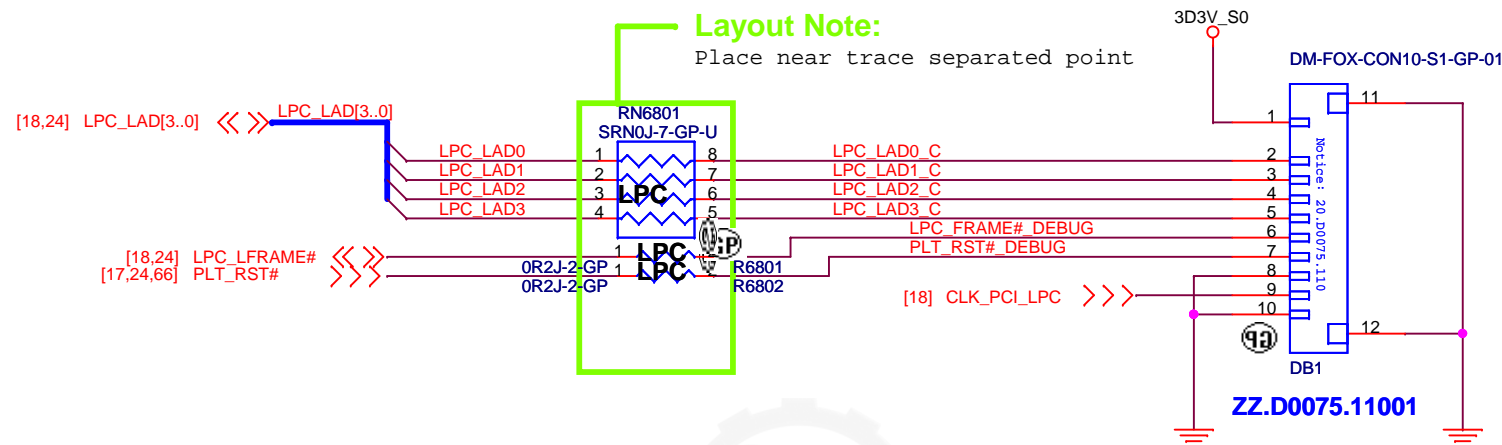 Layout Note:
Place near trace separated point
3D3V_S0
DM-FOX-CON10-S1-GP-01
[18,24] LPC_LAD[3..0]
LPC_LAD[3..0]
RN6801
SRN0J-7-GP-U
LPC_LAD0 1 8 LPC_LAD0_C 2
LPC_LAD1 2 7 LPC_LAD1_C 3
LPC_LAD2 3 LPC 6 LPC_LAD2_C 4
LPC_LAD3 4 5 LPC_LAD3_C 5
1 11
LPC_FRAME#_DEBUG 6
[18,24] LPC_LFRAME# 1 LPC GP
PLT_RST#_DEBUG 7
0R2J-2-GP R6801
[17,24,66] PLT_RST# 1 LPC 8
0R2J-2-GP R6802
[18] CLK_PCI_LPC 9
10
12
GP
Notice: 20.D0075.110
DB1
ZZ.D0075.11001